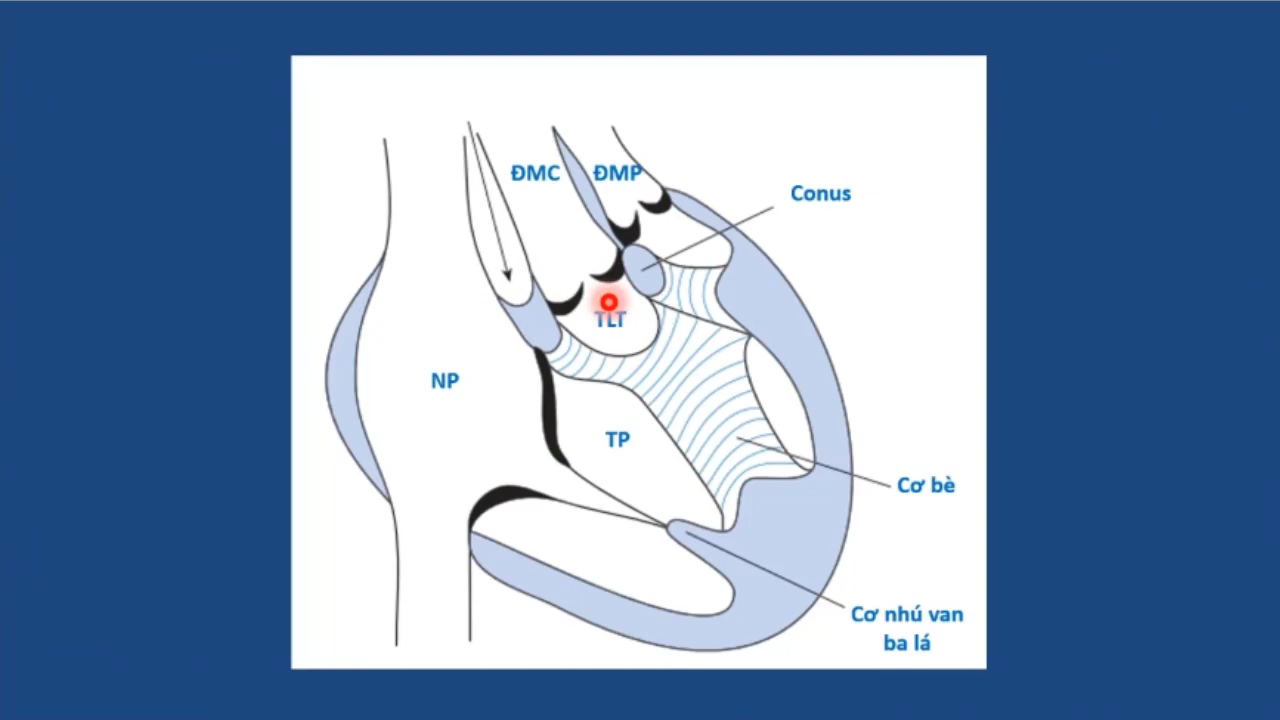 ĐMC ĐMP
Conus
TLT
NP
TP
Cơ bè
Cơ nhú van
ba lá